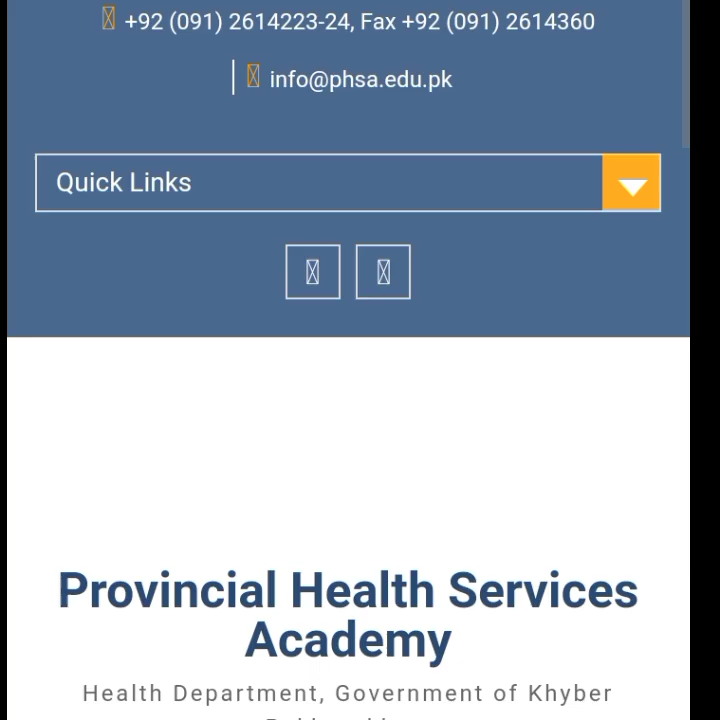 +92 (091) 2614223-24, Fax +92 (091) 2614360
info@phsa.edu.pk
Quick Links
Provincial Health Services
Academy
Health Department, Government of Khyber